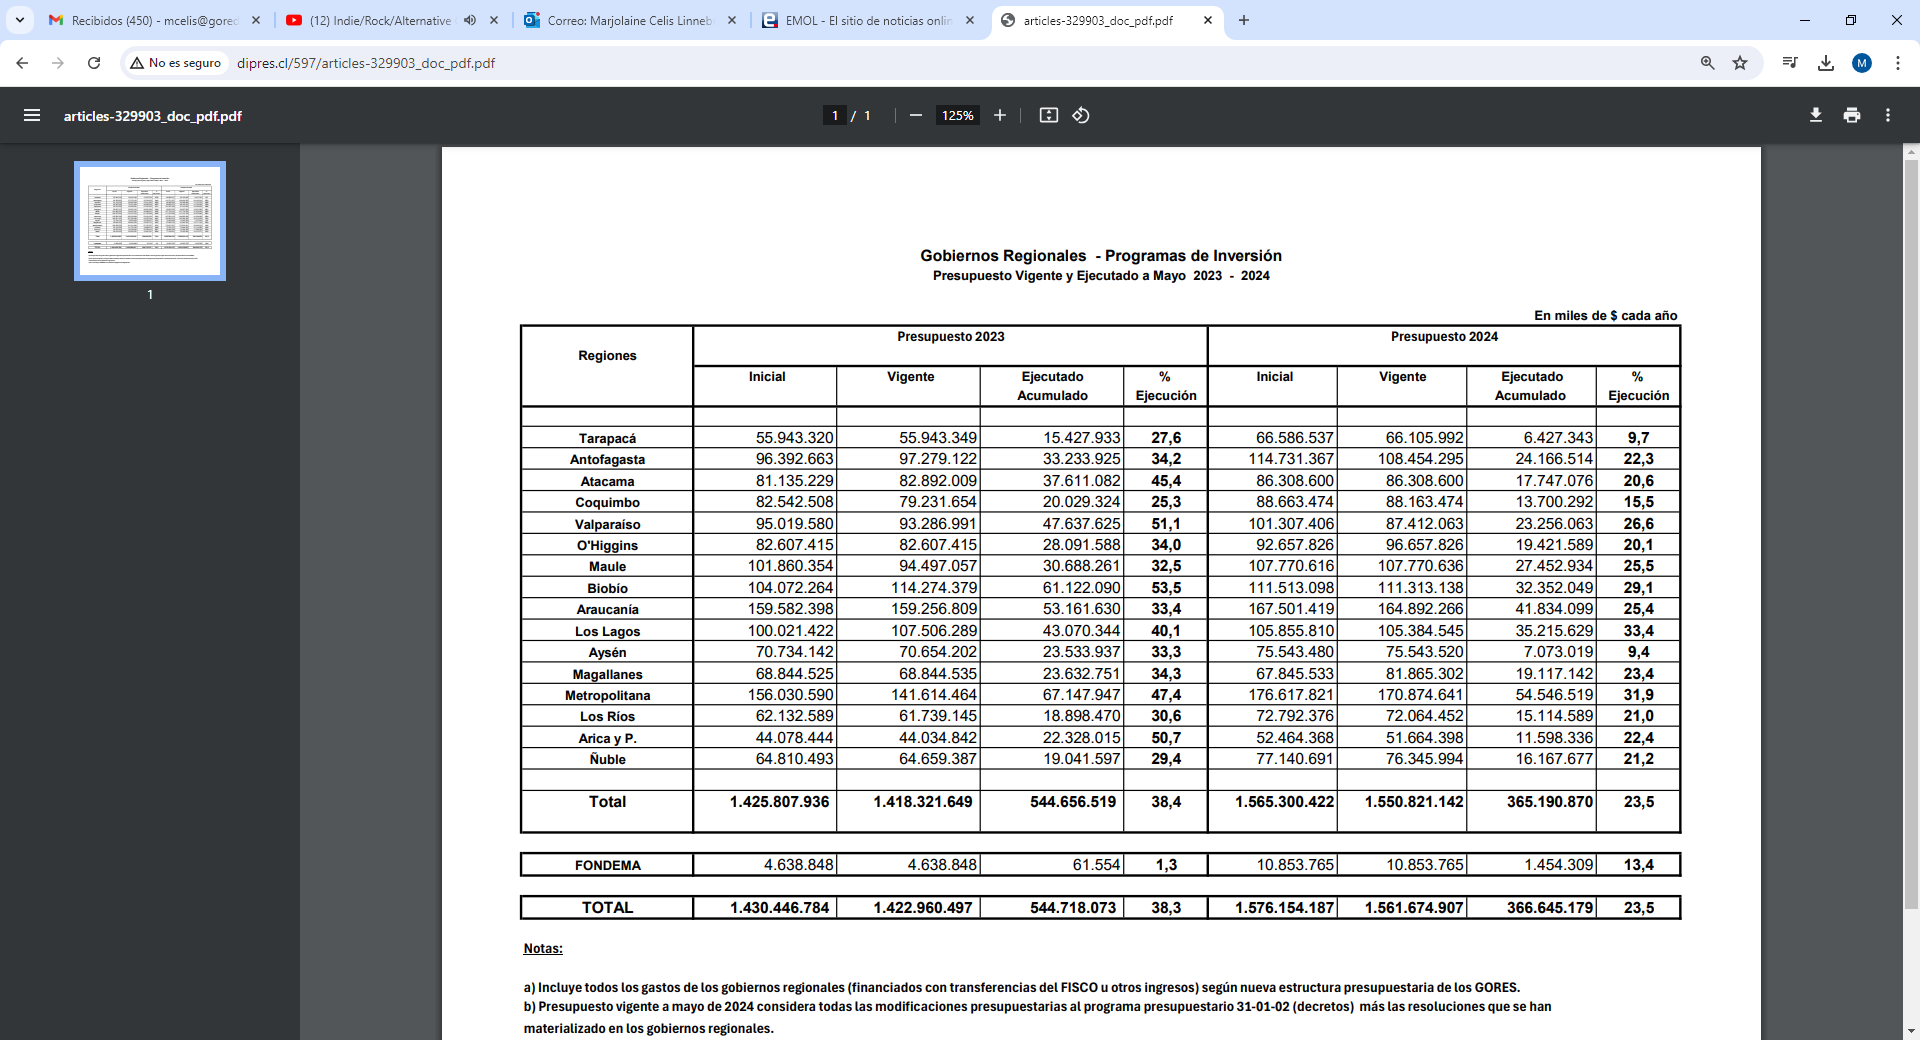 Recibidos (450) - mcelis@gored
(12) Indie/Rock/Alternative
Correo: Marjolaine Celis Linneb
EMOL - El sitio de noticias onlin
articles-329903_doc_pdf.pdf
No es seguro
dipres.cl/597/articles-329903_doc_pdf.pdf
M
articles-329903_doc_pdf.pdf
1 / 1
125%
1
Gobiernos Regionales - Programas de Inversión
Presupuesto Vigente y Ejecutado a Mayo 2023 - 2024
En miles de $ cada año
Regiones Presupuesto 2023 Presupuesto 2024
Inicial Vigente Ejecutado Acumulado % Ejecución Inicial Vigente Ejecutado Acumulado % Ejecución
Tarapacá 55.943.320 55.943.349 15.427.933 27,6 66.586.537 66.105.992 6.427.343 9,7
Antofagasta 96.392.663 97.279.122 33.233.925 34,2 114.731.367 108.454.295 24.166.514 22,3
Atacama 81.135.229 82.892.009 37.611.082 45,4 86.308.600 86.308.600 17.747.076 20,6
Coquimbo 82.542.508 79.231.654 20.029.324 25,3 88.663.474 88.163.474 13.700.292 15,5
Valparaíso 95.019.580 93.286.991 47.637.625 51,1 101.307.406 87.412.063 23.256.063 26,6
O'Higgins 82.607.415 82.607.415 28.091.588 34,0 92.657.826 96.657.826 19.421.589 20,1
Maule 101.860.354 94.497.057 30.688.261 32,5 107.770.616 107.770.636 27.452.934 25,5
Biobío 104.072.264 114.274.379 61.122.090 53,5 111.513.098 111.313.138 32.352.049 29,1
Araucanía 159.582.398 159.256.809 53.161.630 33,4 167.501.419 164.892.266 41.834.099 25,4
Los Lagos 100.021.422 107.506.289 43.070.344 40,1 105.855.810 105.384.545 35.215.629 33,4
Aysén 70.734.142 70.654.202 23.533.937 33,3 75.543.480 75.543.520 7.073.019 9,4
Magallanes 68.844.525 68.844.535 23.632.751 34,3 67.845.533 81.865.302 19.117.142 23,4
Metropolitana 156.030.590 141.614.464 67.147.947 47,4 176.617.821 170.874.641 54.546.519 31,9
Los Ríos 62.132.589 61.739.145 18.898.470 30,6 72.792.376 72.064.452 15.114.589 21,0
Arica y P. 44.078.444 44.034.842 22.328.015 50,7 52.464.368 51.664.398 11.598.336 22,4
Ñuble 64.810.493 64.659.387 19.041.597 29,4 77.140.691 76.345.994 16.167.677 21,2
Total 1.425.807.936 1.418.321.649 544.656.519 38,4 1.565.300.422 1.550.821.142 365.190.870 23,5
FONDEMA 4.638.848 4.638.848 61.554 1,3 10.853.765 10.853.765 1.454.309 13,4
TOTAL 1.430.446.784 1.422.960.497 544.718.073 38,3 1.576.154.187 1.561.674.907 366.645.179 23,5
Notas:
a) Incluye todos los gastos de los gobiernos regionales (financiados con transferencias del FISCO u otros ingresos) según nueva estructura presupuestaria de los GORES.
b) Presupuesto vigente a mayo de 2024 considera todas las modificaciones presupuestarias al programa presupuestario 31-01-02 (decretos) más las resoluciones que se han
materializado en los gobiernos regionales.